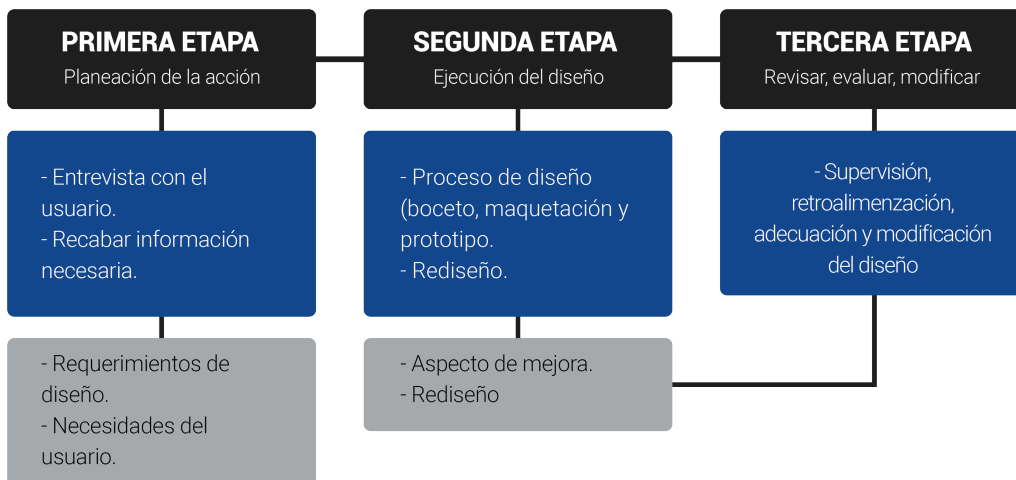 PRIMERA ETAPA
Planeación de la acción
- Entrevista con el
usuario.
- Recabar información
necesaria.
- Requerimientos de
diseño.
- Necesidades del
usuario.
SEGUNDA ETAPA
Ejecución del diseño
- Proceso de diseño
(boceto, maquetación y
prototipo.
- Rediseño.
- Aspecto de mejora.
- Rediseño
TERCERA ETAPA
Revisar, evaluar, modificar
- Supervisión,
retroalimenzación,
adecuación y modificación
del diseño